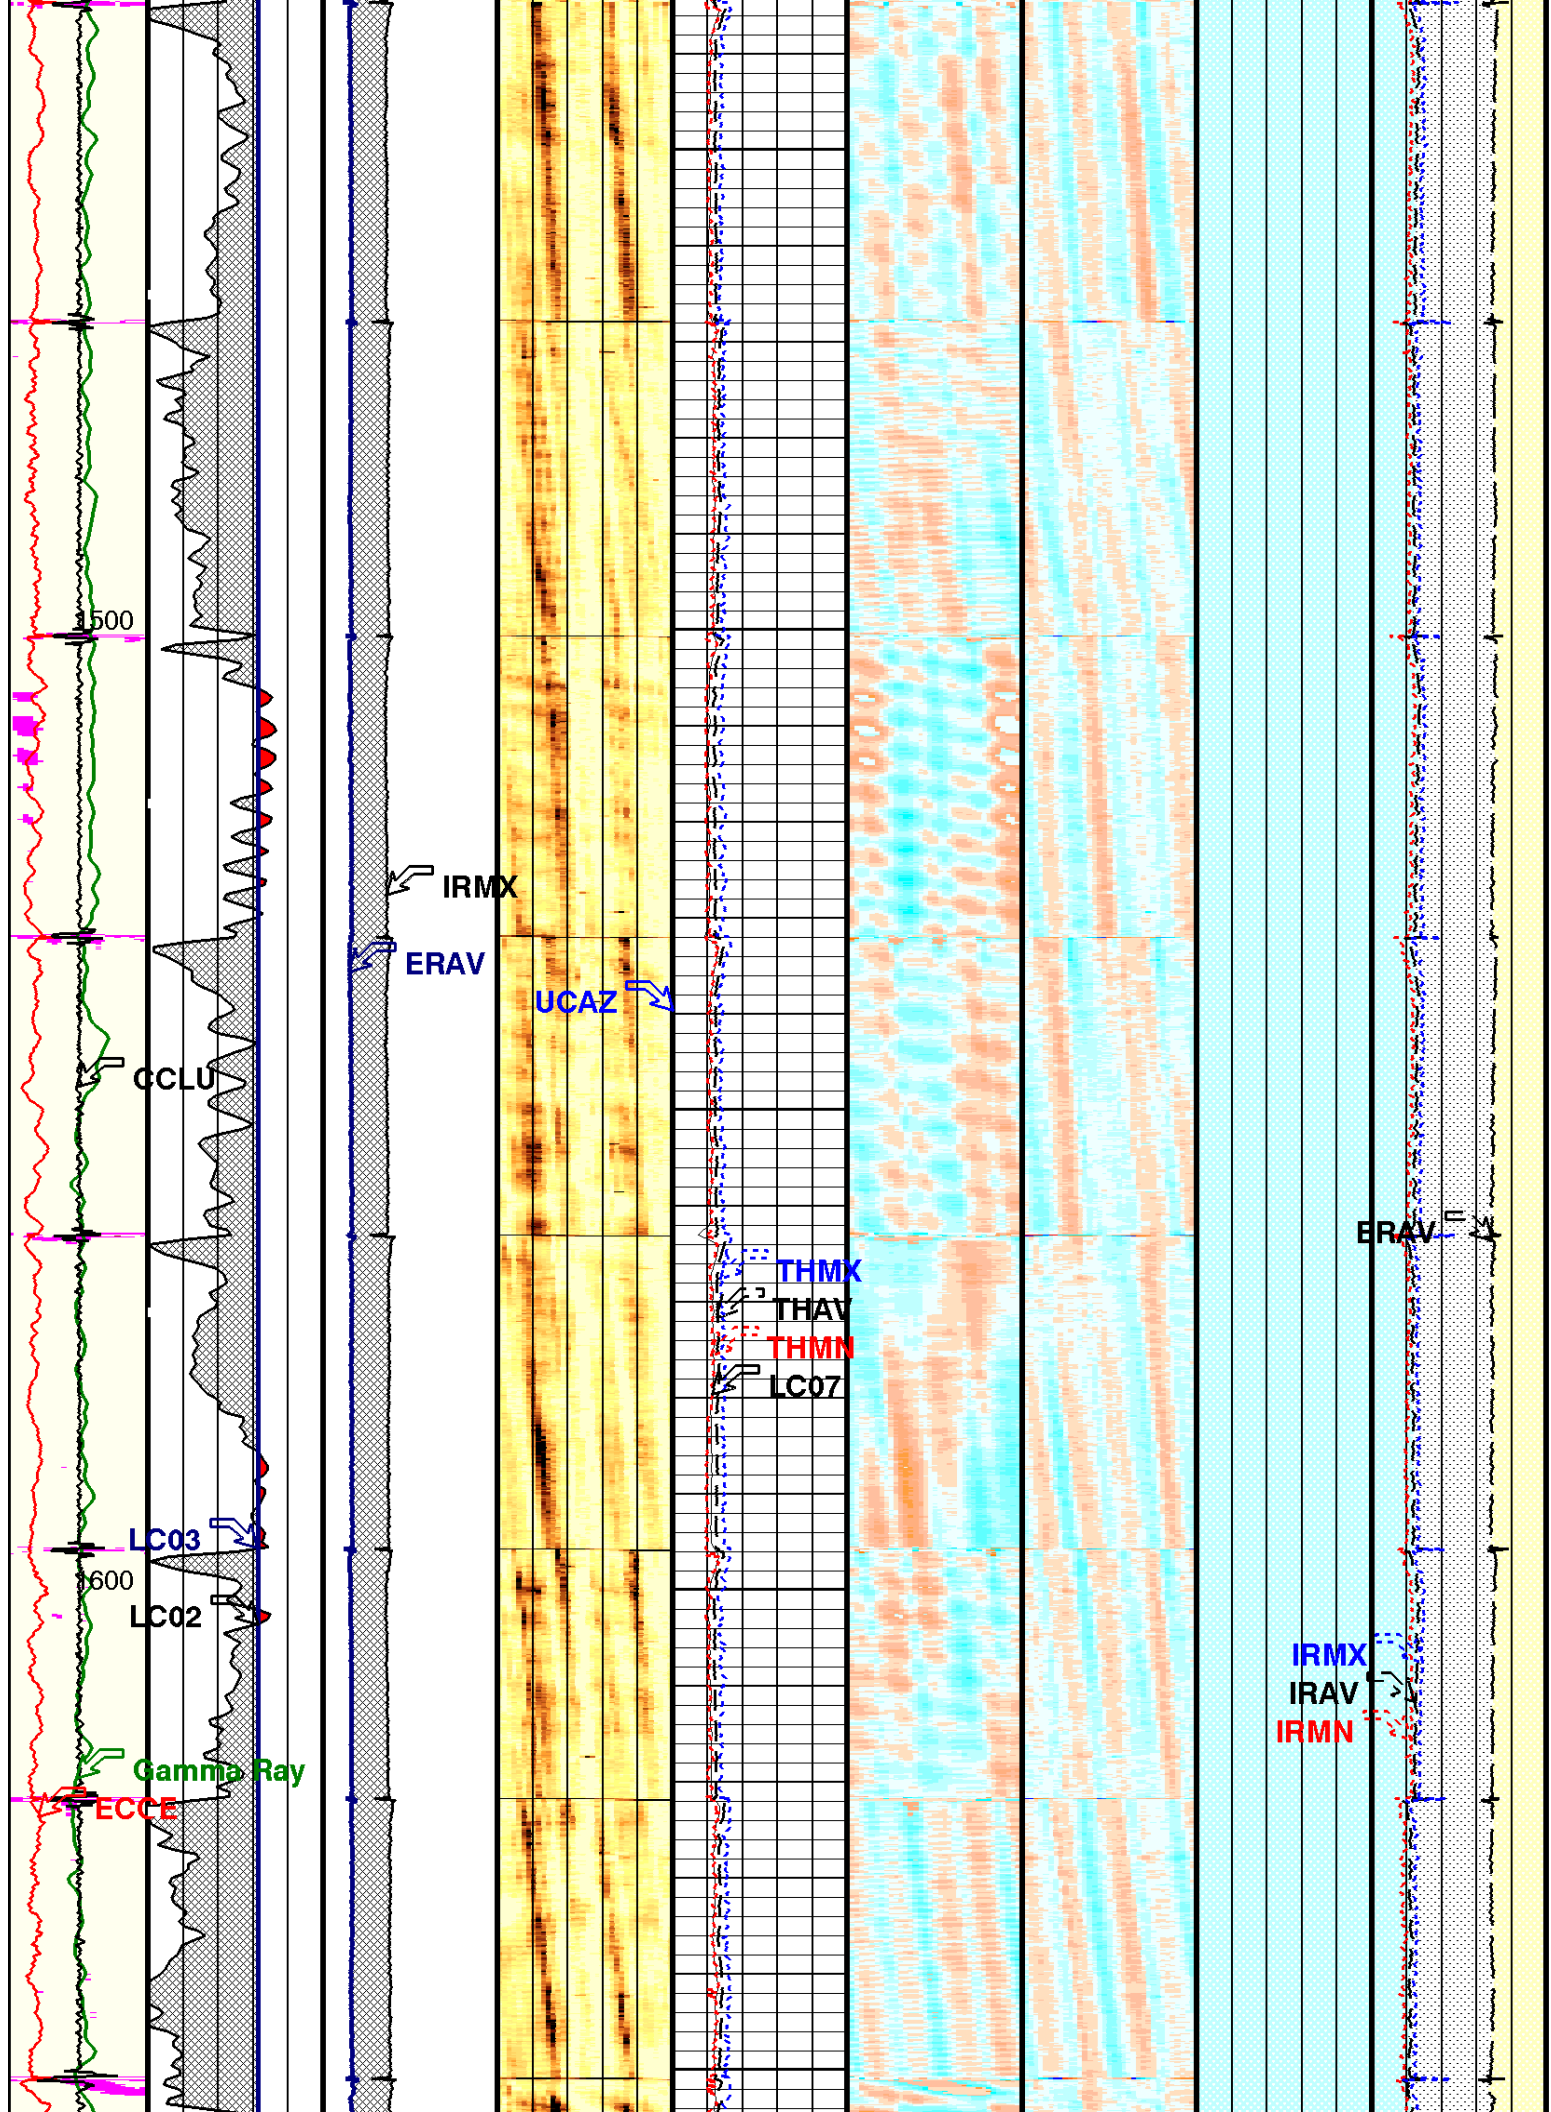 1500
IRMX
ERAV
UCAZ
CCLU
ERAV
THMX
THAV
THMN
LC07
LC03
1600
LC02
IRMX
IRAV
IRMN
Gamma Ray
ECCE